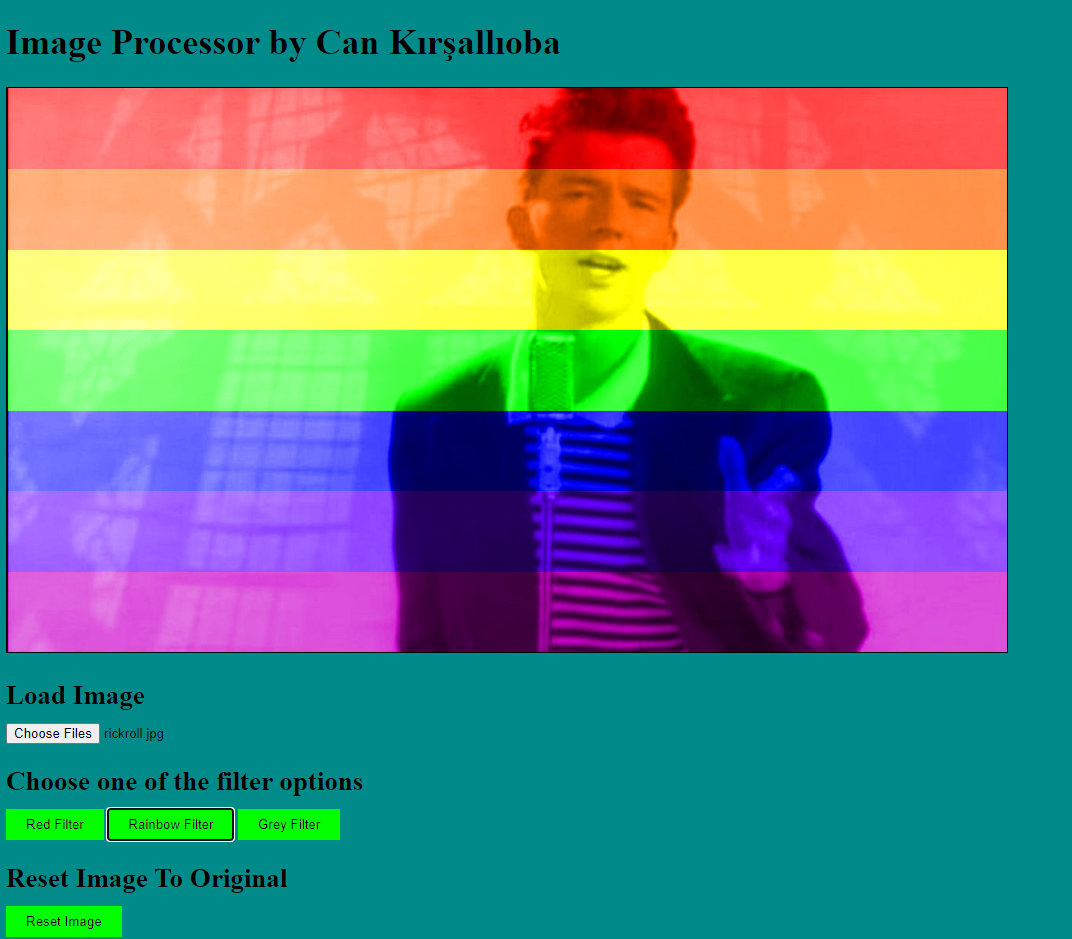 Image Processor by Can Kırşallıoba
Load Image
Choose Files rickroll.jpg
Choose one of the filter options
Red Filter Rainbow Filter Grey Filter
Reset Image To Original
Reset Image